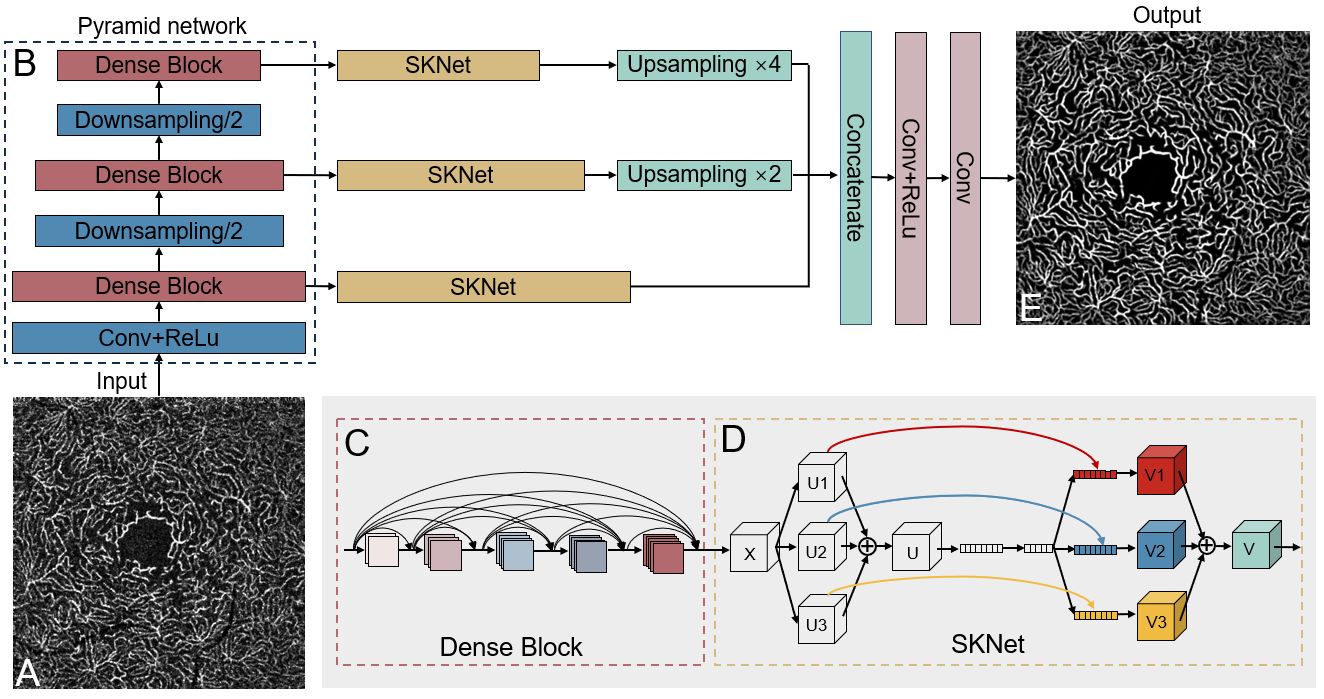 Pyramid network
Output
B
Dense Block
SKNet
Upsampling ×4
Downsampling/2
Dense Block
SKNet
Upsampling ×2
Downsampling/2
Dense Block
SKNet
Conv+ReLu
Concatenate
Conv+ReLu
Conv
E
Input
A
C
Dense Block
D
X
U1
U2
U3
U
V1
V2
V3
V
SKNet